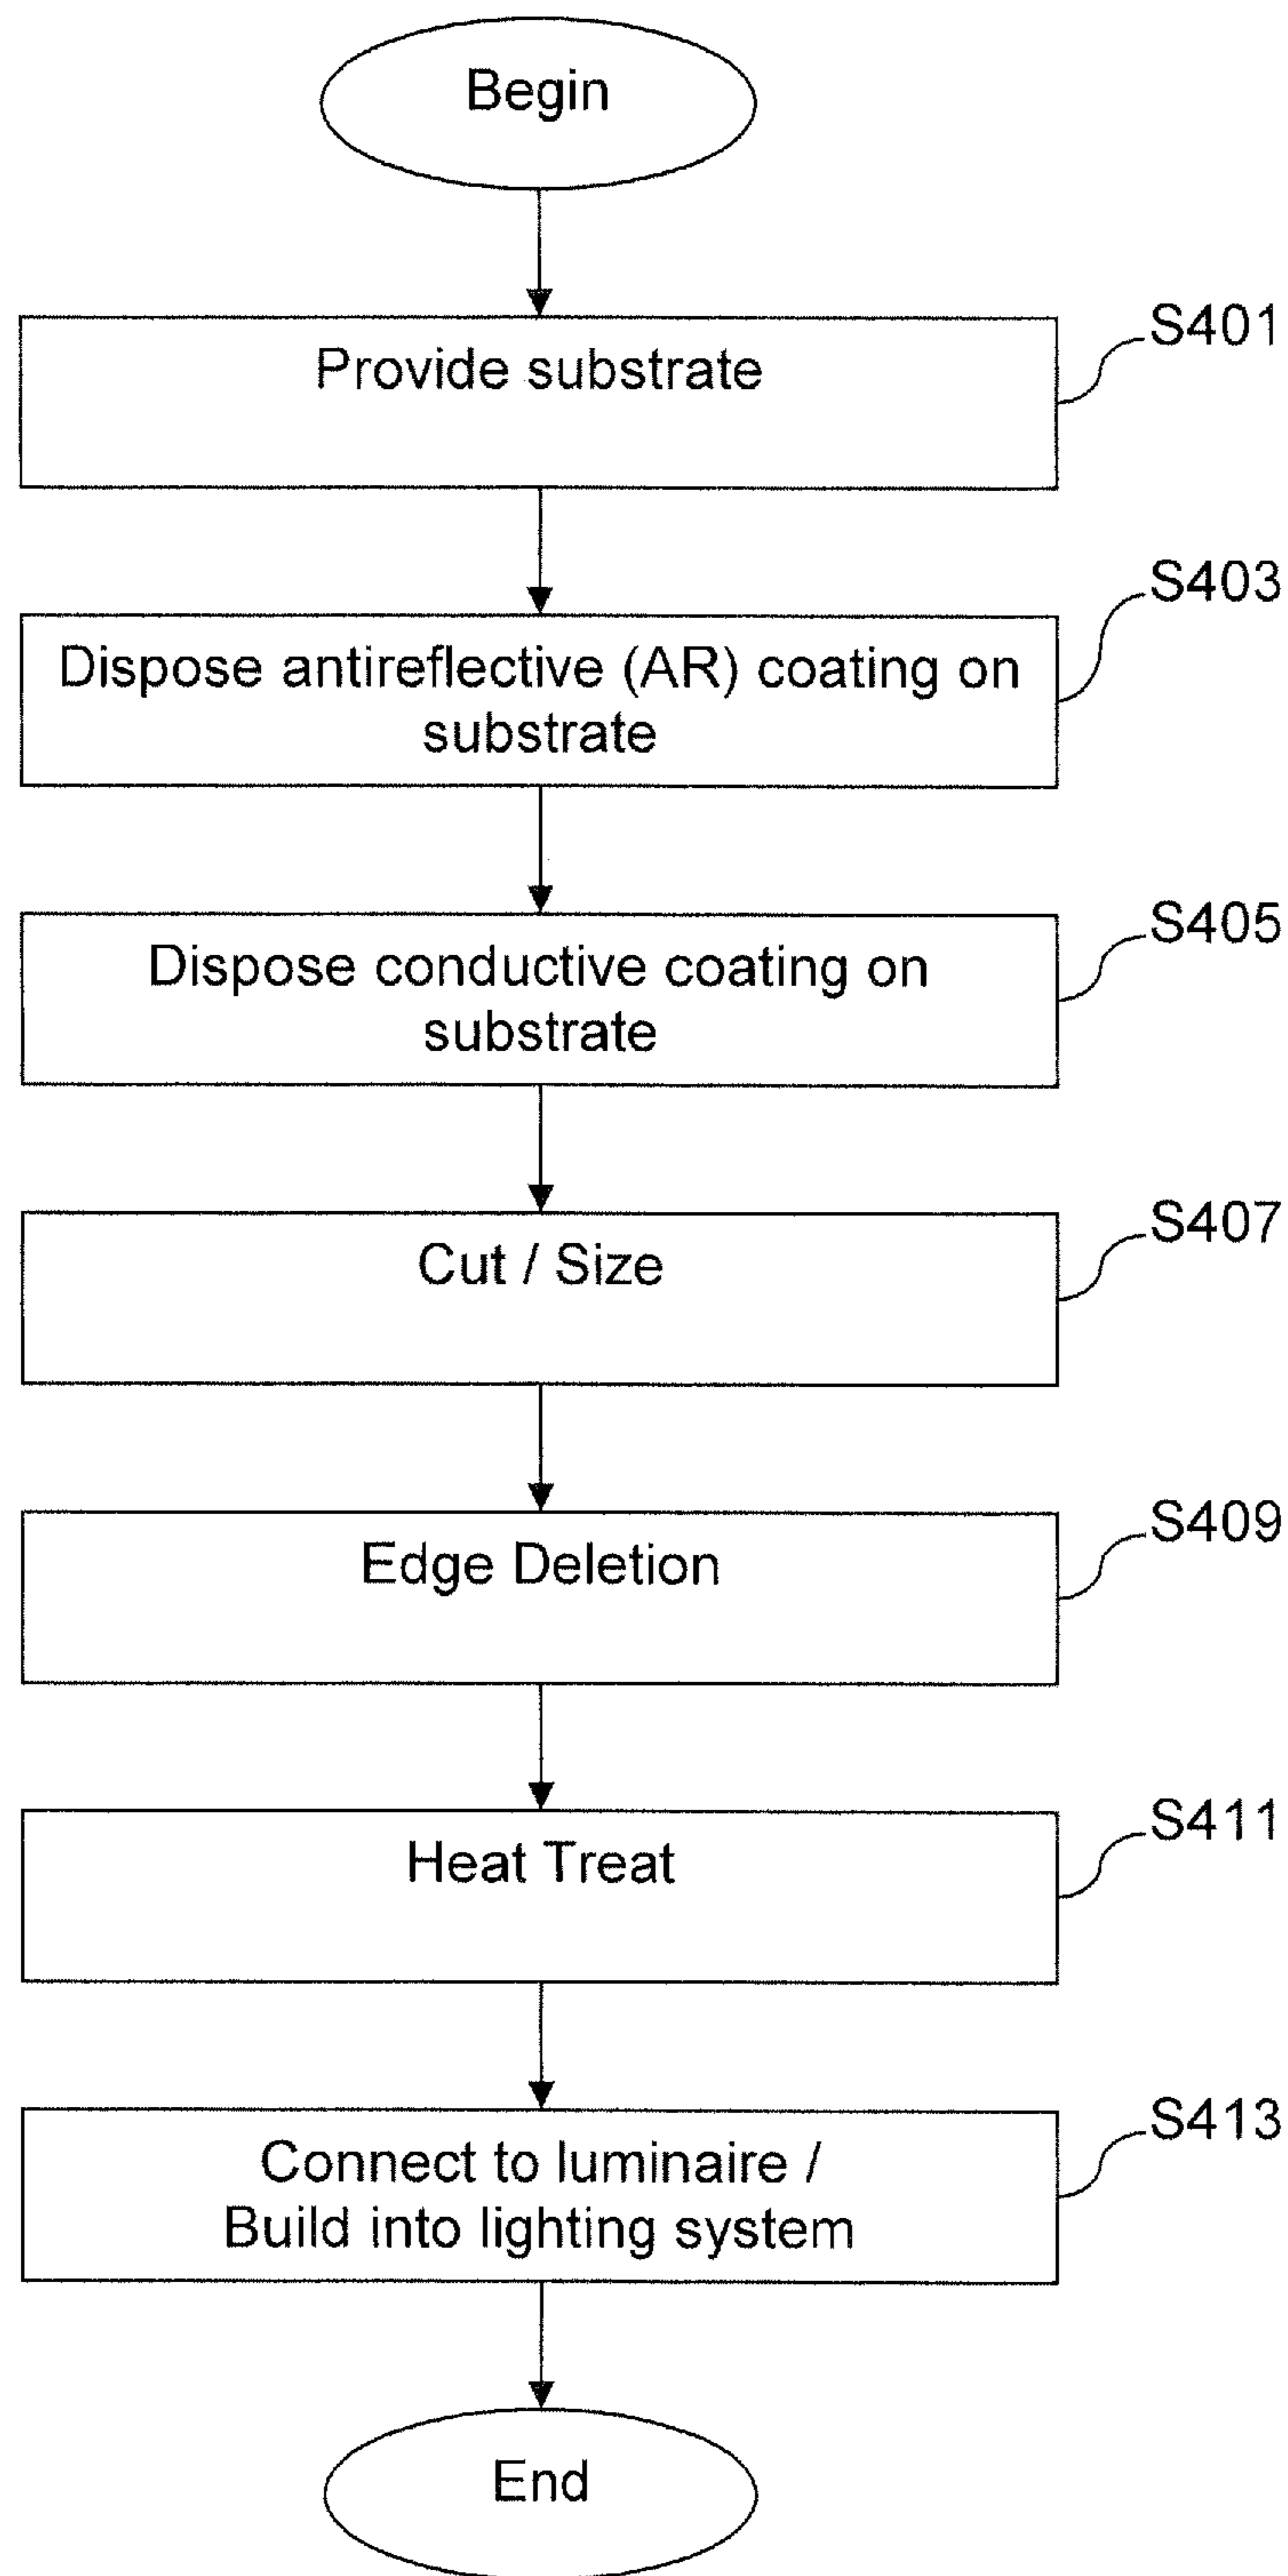 Begin
Provide substrate
S401
Dispose antireflective (AR) coating on
substrate
S403
Dispose conductive coating on
substrate
S405
Cut / Size
S407
Edge Deletion
S409
Heat Treat
S411
Connect to luminaire /
Build into lighting system
S413
End